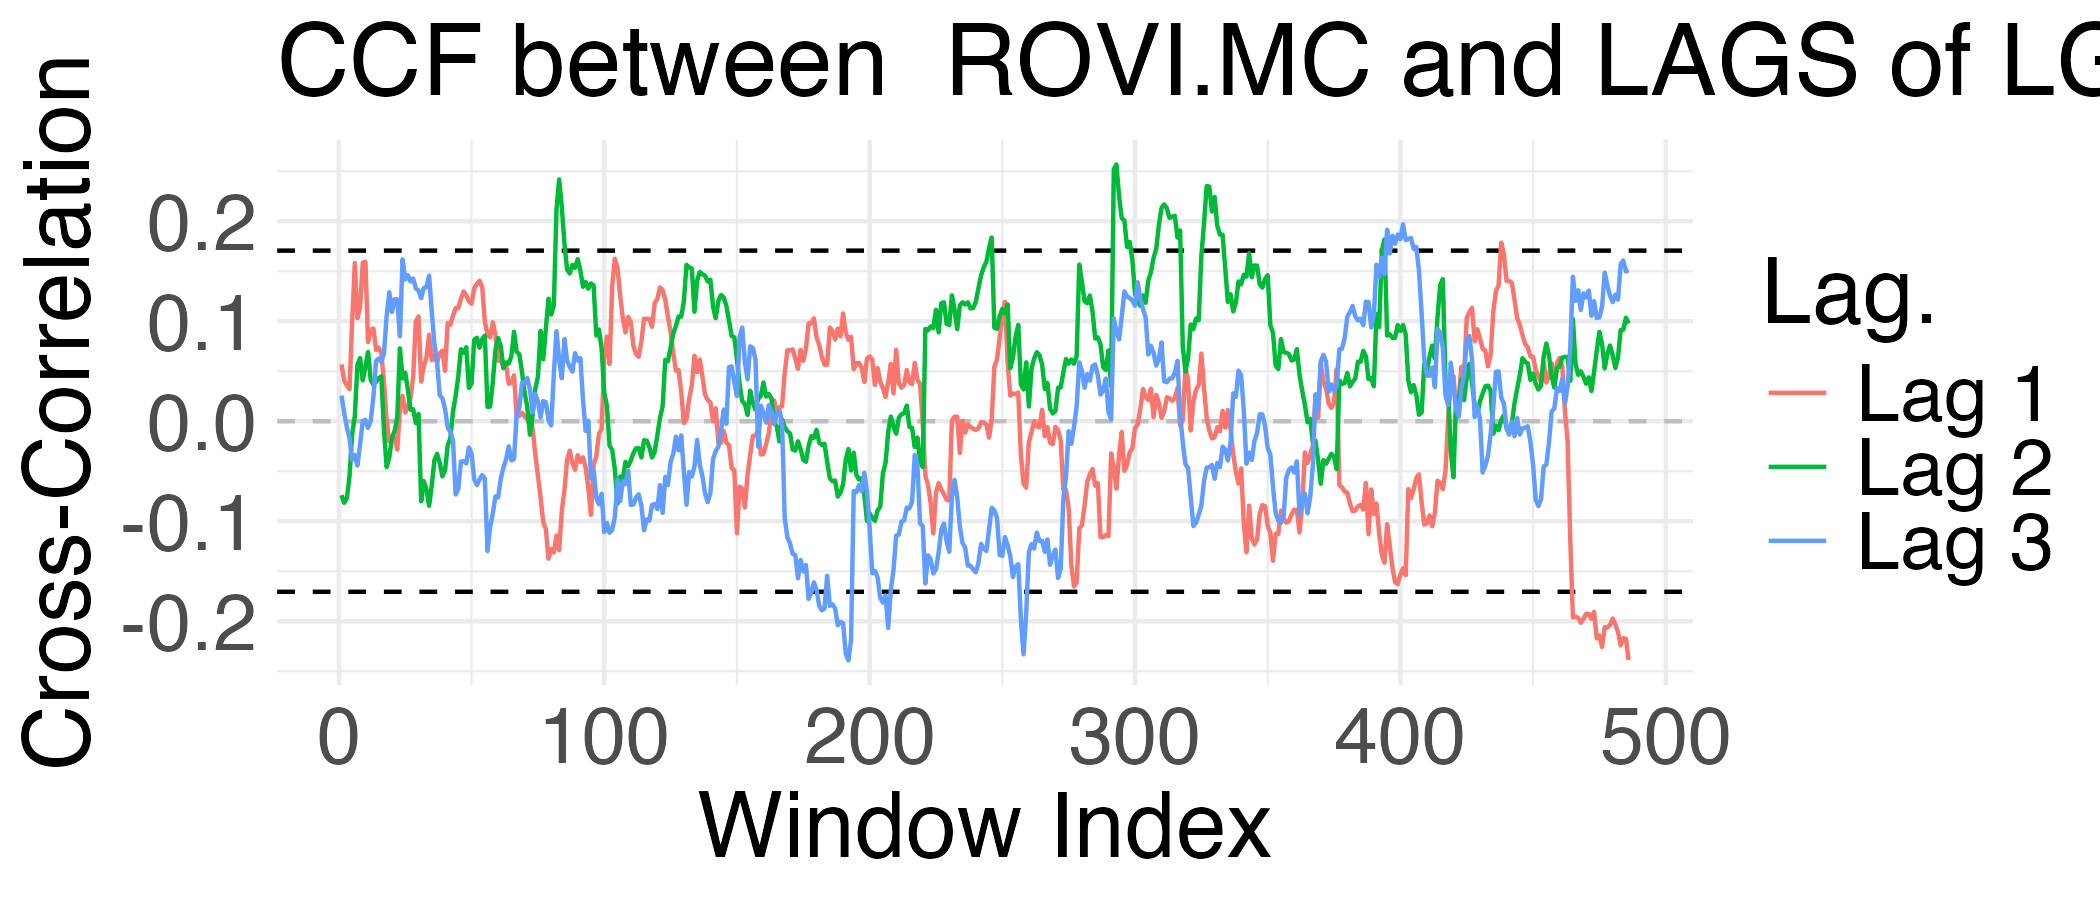 CCF between ROVI.MC and LAGS of LG
Cross-Correlation
0.2
0.1
0.0
-0.1
-0.2
0 100 200 300 400 500
Window Index
Lag.
Lag 1
Lag 2
Lag 3